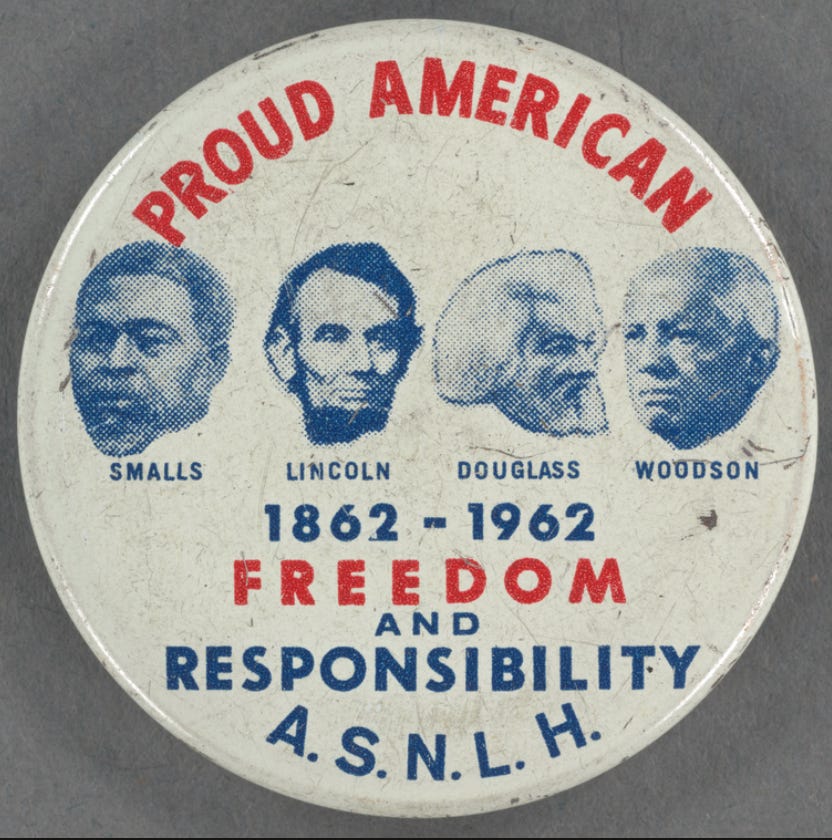 PROUD AMERICAN
SMALLS LINCOLN DOUGLASS WOODSON
1862 - 1962
FREEDOM
AND
RESPONSIBILITY
A. S. N. L. H.